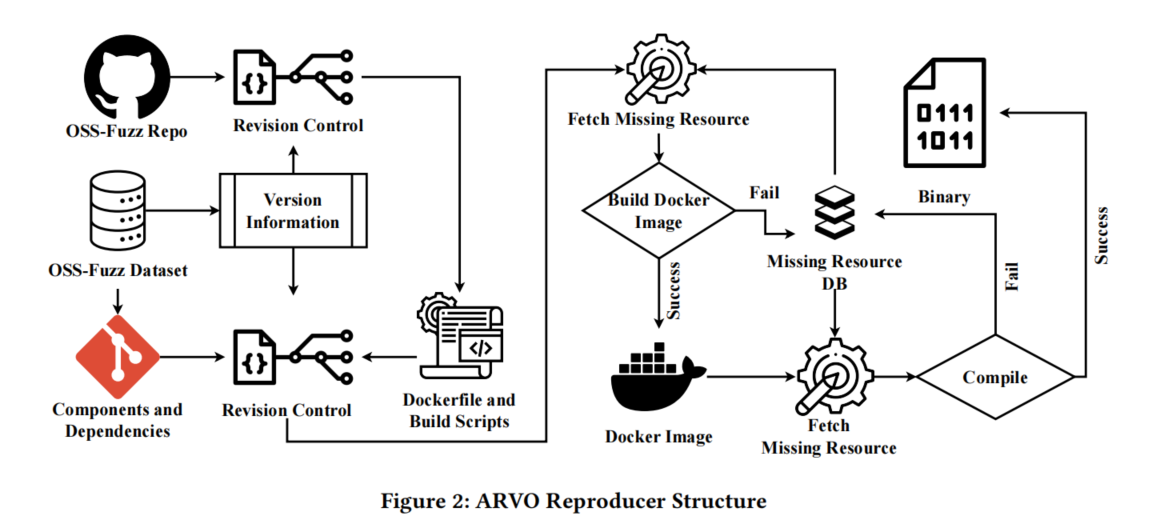 OSS-Fuzz Repo
Revision Control
Version
Information
OSS-Fuzz Dataset
Components and
Dependencies
Revision Control
Dockerfile and
Build Scripts
Fetch Missing Resource
Build Docker
Image
Fail
Success
Missing Resource
DB
Docker Image
Fetch
Missing Resource
Compile
Fail
Success
0111
1011
Binary
Figure 2: ARVO Reproducer Structure